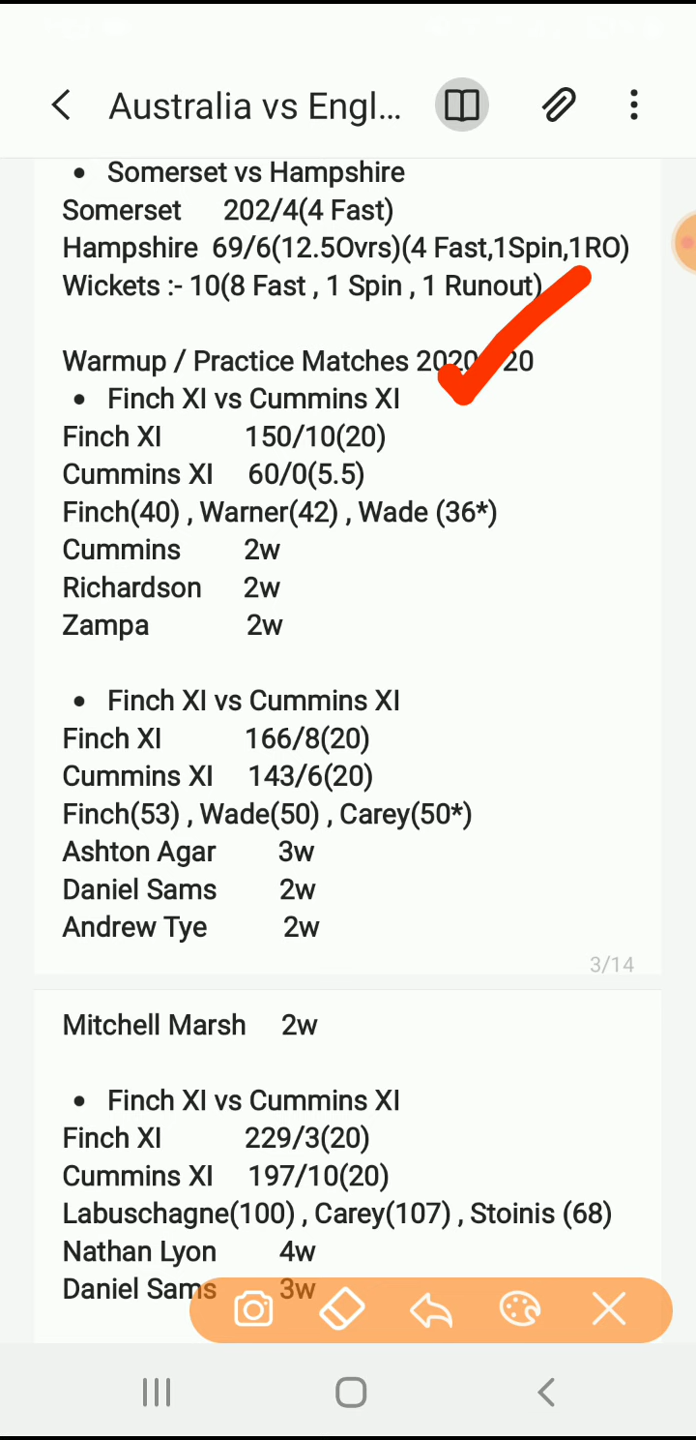 Australia vs Engl...
• Somerset vs Hampshire
Somerset 202/4(4 Fast)
Hampshire 69/6(12.5Ovrs)(4 Fast,1Spin,1RO)
Wickets :- 10(8 Fast , 1 Spin , 1 Runout)
Warmup / Practice Matches 2020 20
• Finch XI vs Cummins XI
Finch XI 150/10(20)
Cummins XI 60/0(5.5)
Finch(40) , Warner(42) , Wade (36*)
Cummins 2w
Richardson 2w
Zampa 2w
• Finch XI vs Cummins XI
Finch XI 166/8(20)
Cummins XI 143/6(20)
Finch(53) , Wade(50) , Carey(50*)
Ashton Agar 3w
Daniel Sams 2w
Andrew Tye 2w
3/14
Mitchell Marsh 2w
• Finch XI vs Cummins XI
Finch XI 229/3(20)
Cummins XI 197/10(20)
Labuschagne(100) , Carey(107) , Stoinis (68)
Nathan Lyon 4w
Daniel Sams 3w